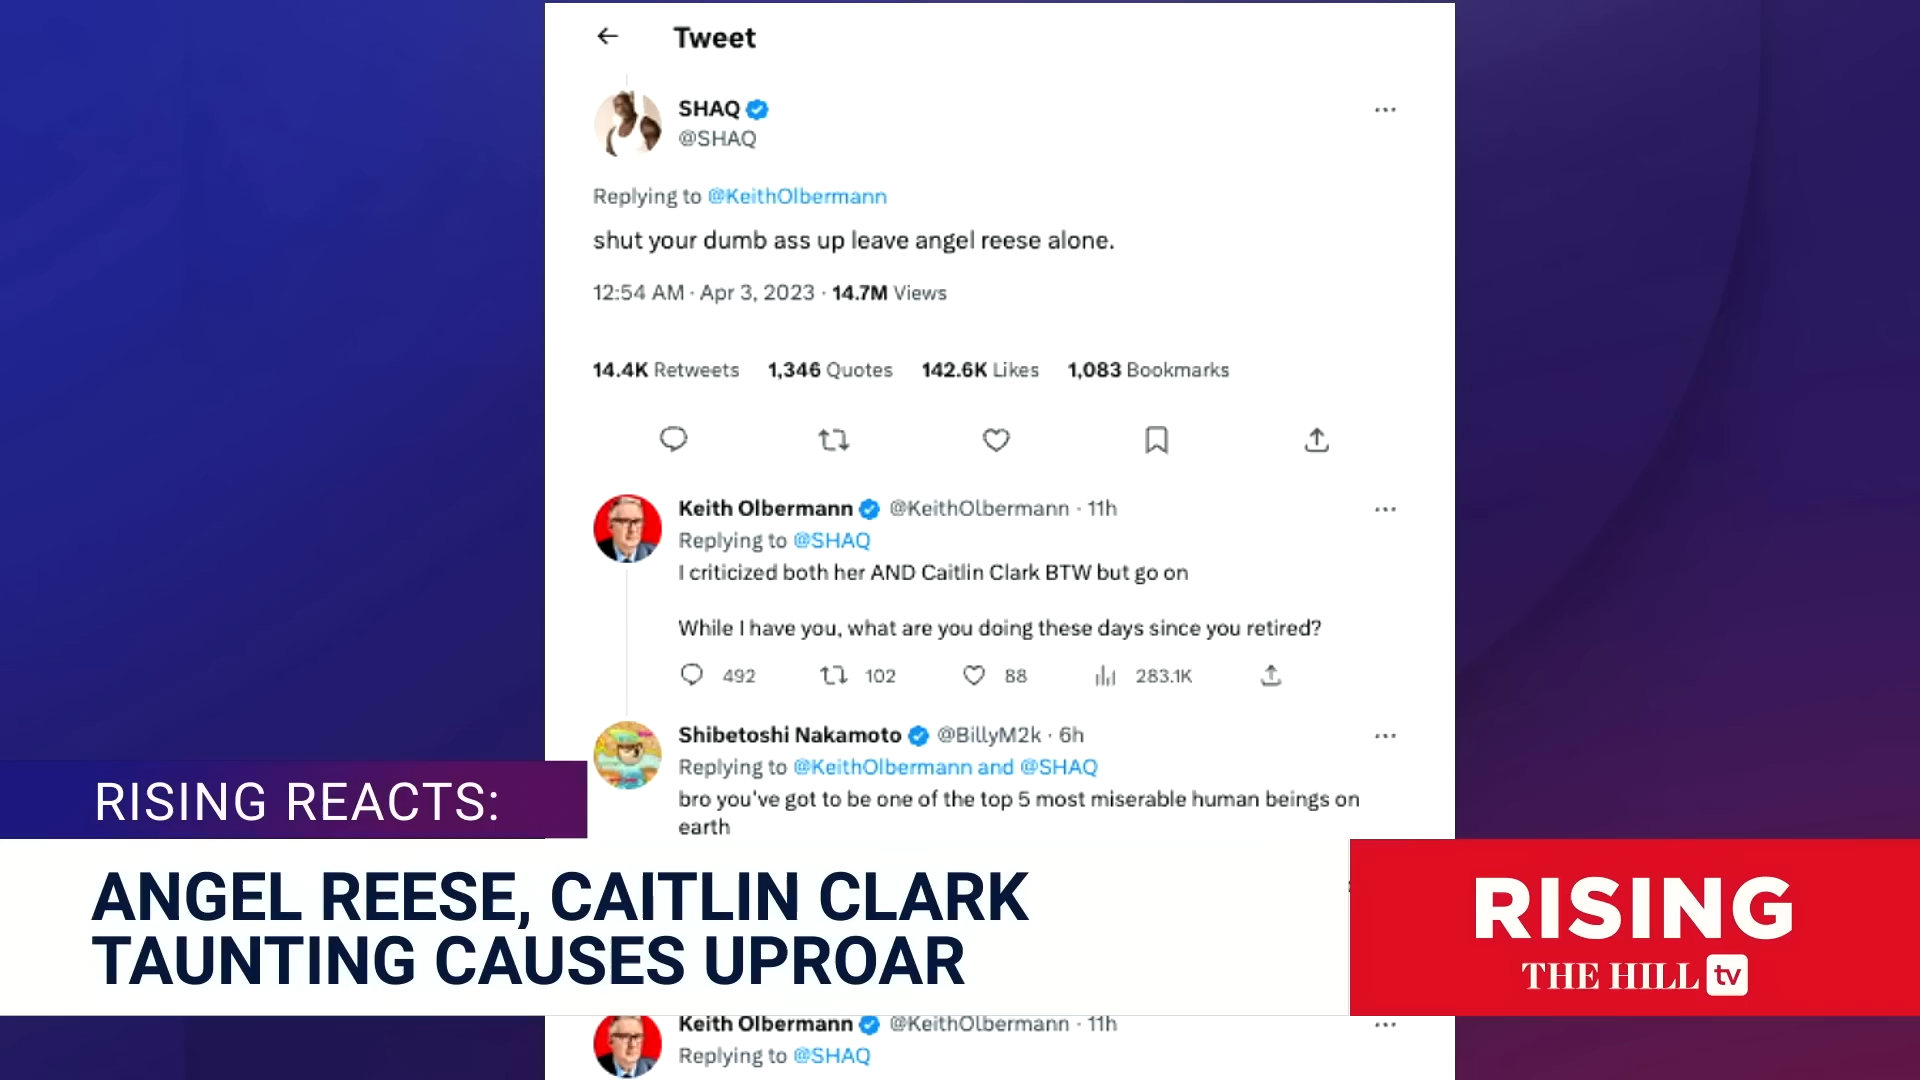 Tweet
SHAQ
@SHAQ
Replying to @KeithOlbermann
shut your dumb ass up leave angel reese alone.
12:54 AM · Apr 3, 2023 · 14.7M Views
14.4K Retweets 1,346 Quotes 142.6K Likes 1,083 Bookmarks
Keith Olbermann @KeithOlbermann · 11h
Replying to @SHAQ
I criticized both her AND Caitlin Clark BTW but go on
While I have you, what are you doing these days since you retired?
492 102 88 283.1K
Shibetoshi Nakamoto @BillyM2k · 6h
Replying to @KeithOlbermann and @SHAQ
bro you've got to be one of the top 5 most miserable human beings on
earth
RISING REACTS:
ANGEL REESE, CAITLIN CLARK
TAUNTING CAUSES UPROAR
RISING
THE HILL tv
Keith Olbermann @KeithOlbermann · 11h
Replying to @SHAQ